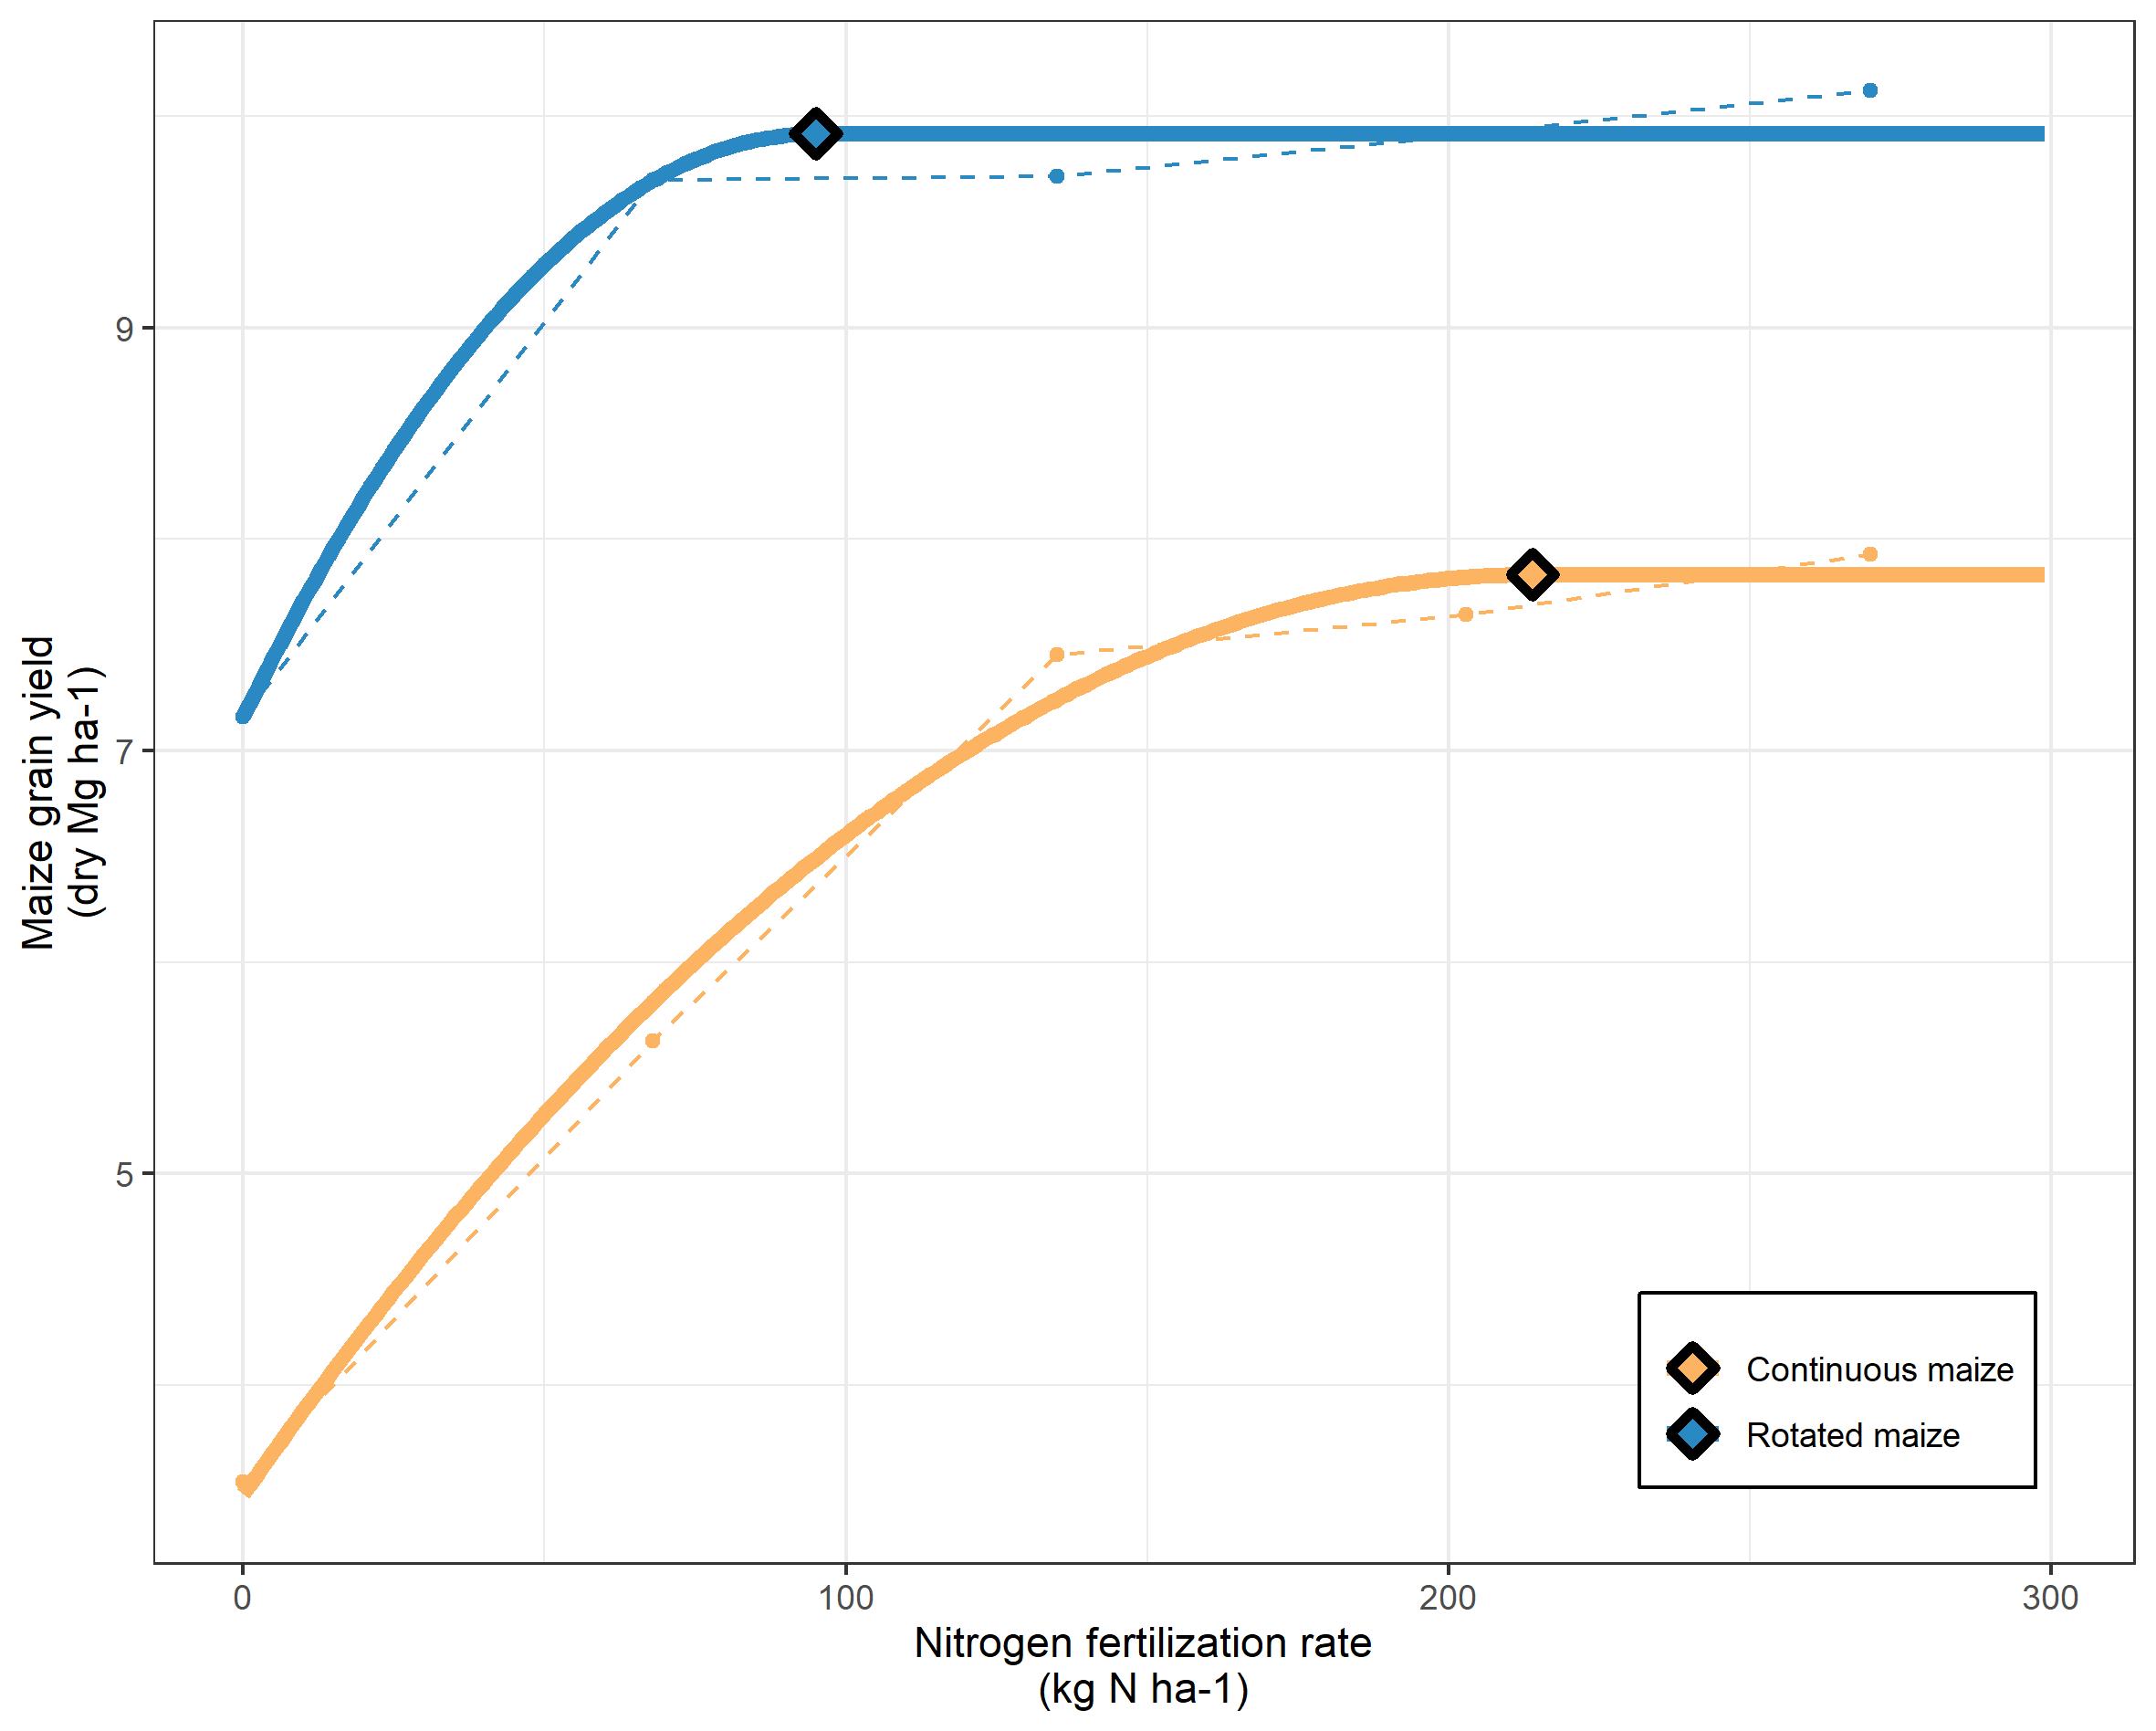 9
7
5
Maize grain yield
(dry Mg ha-1)
0
100
200
300
Nitrogen fertilization rate
(kg N ha-1)
Continuous maize
Rotated maize